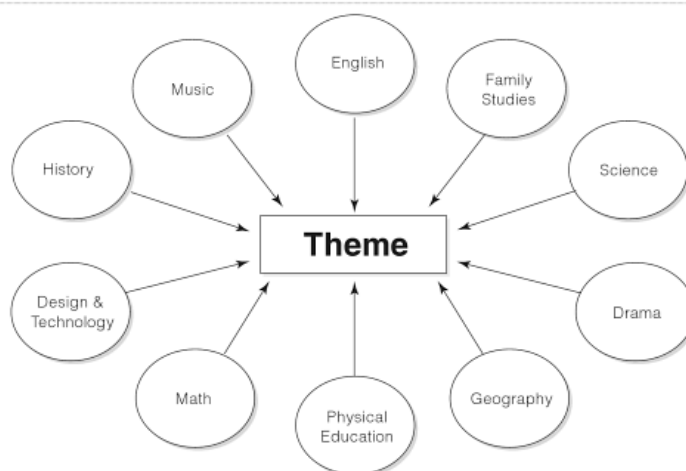 English
Music
Family
Studies
History
Science
Theme
Design &
Technology
Drama
Math
Geography
Physical
Education